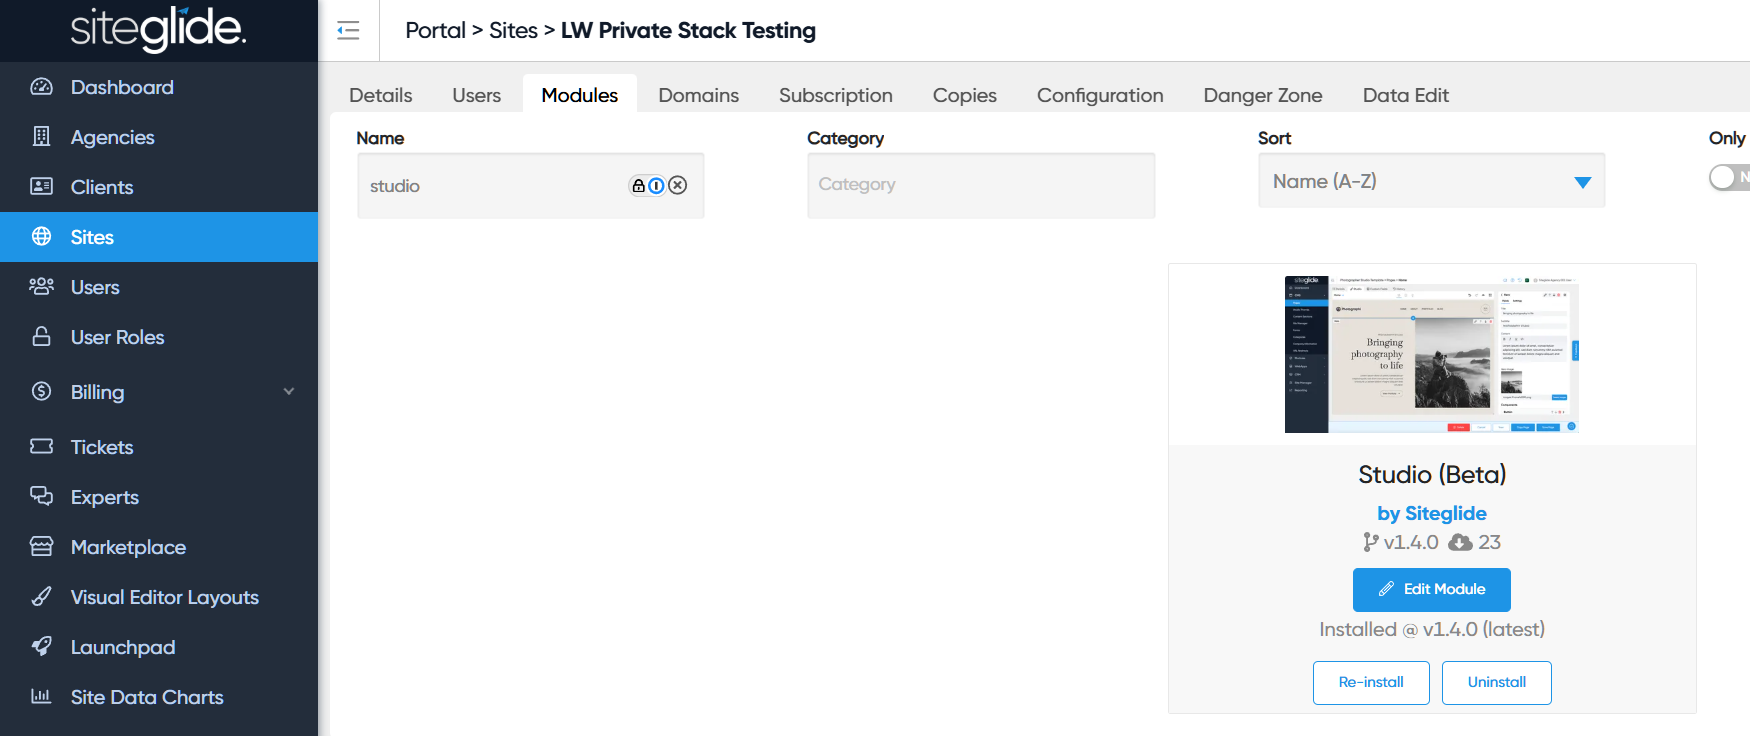 siteglide.
Portal > Sites > LW Private Stack Testing
Dashboard
Agencies
Clients
Sites
Users
User Roles
Billing
Tickets
Experts
Marketplace
Visual Editor Layouts
Launchpad
Site Data Charts
Details Users Modules Domains Subscription Copies Configuration Danger Zone Data Edit
Name Category Sort Only
studio Category Name (A-Z) N
siteglide
Photography
Bringing
photography
to life
Studio (Beta)
by Siteglide
v1.4.0 23
Edit Module
Installed @ v1.4.0 (latest)
Re-install Uninstall